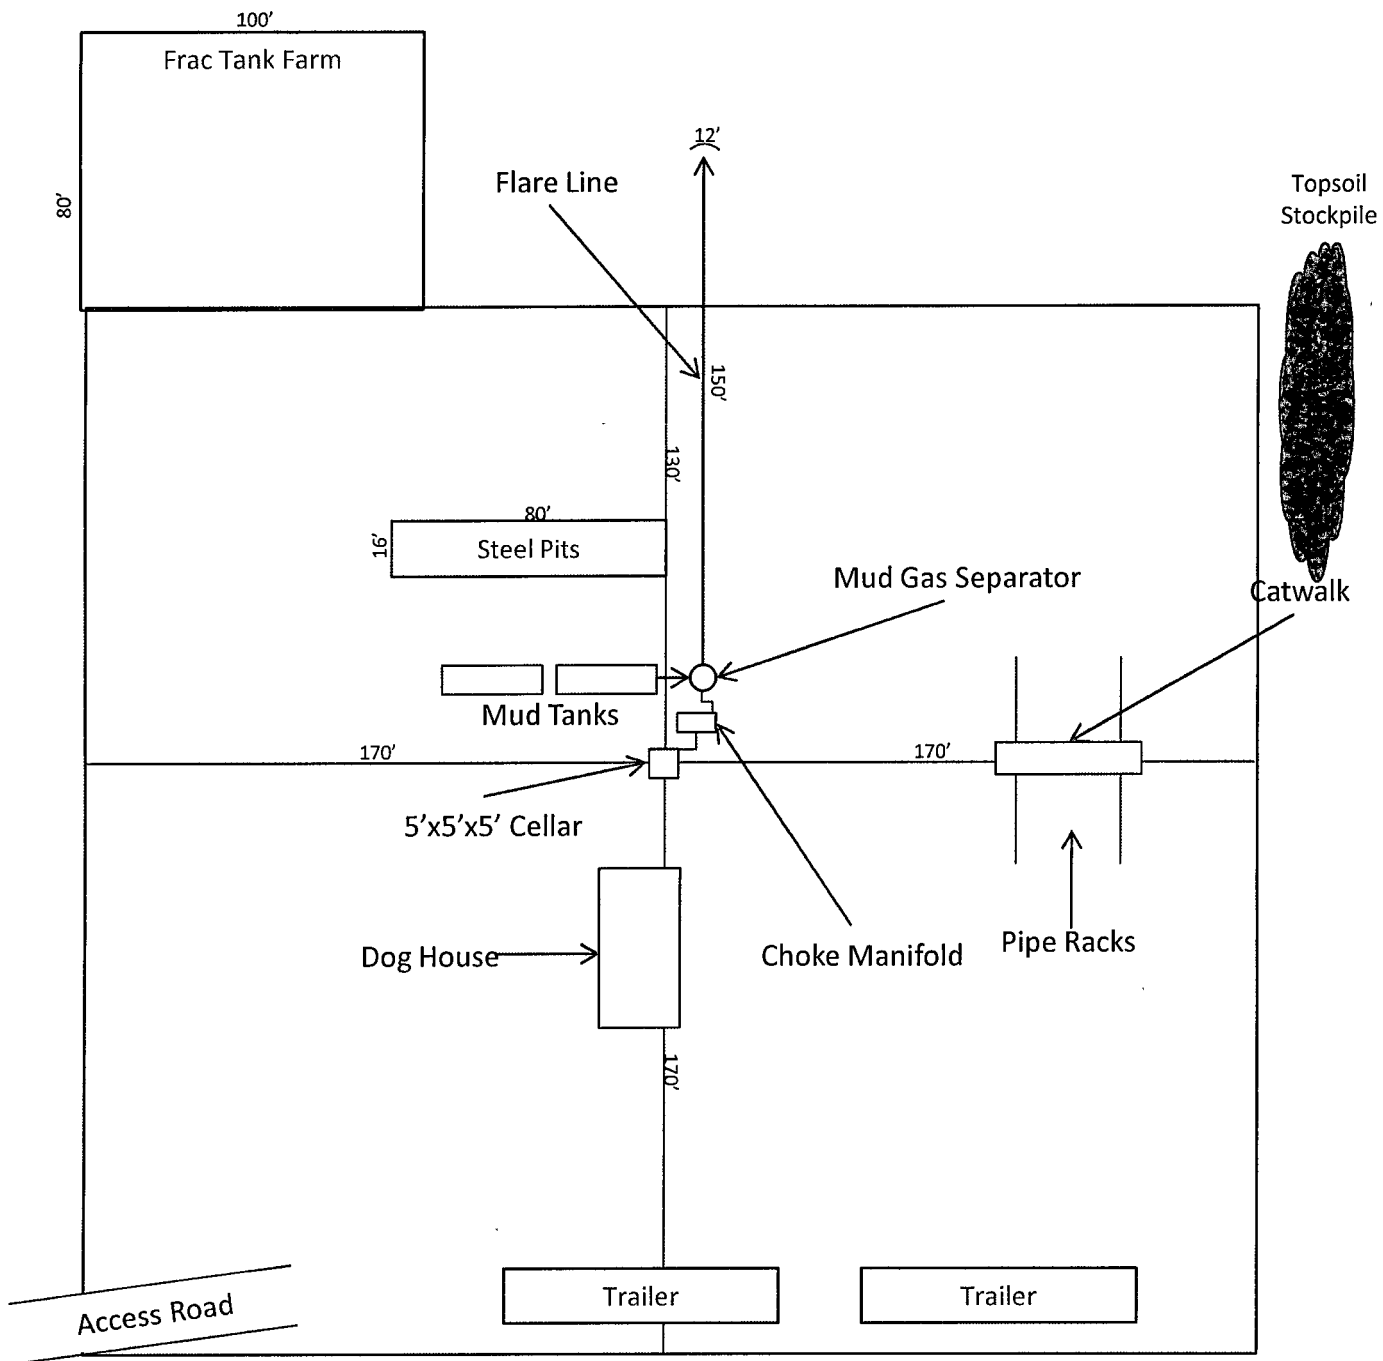 100’
Frac Tank Farm
80’
12’
Flare Line
Topsoil
Stockpile
150’
130’
80’
16’
Steel Pits
Mud Gas Separator
Catwalk
Mud Tanks
170’
170’
5’x5’x5’ Cellar
Dog House
Choke Manifold
Pipe Racks
170’
Access Road
Trailer
Trailer